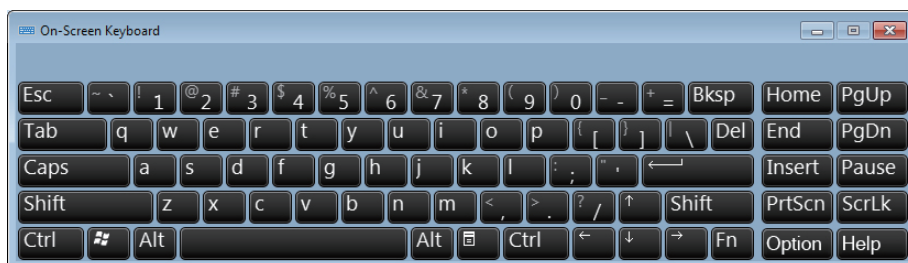 On-Screen Keyboard
Esc ~ ` ! 1 @ 2 # 3 $ 4 % 5 ^ 6 & 7 * 8 ( 9 ) 0 _ - + = Bksp Home PgUp
Tab q w e r t y u i o p { [ } ] | \ Del End PgDn
Caps a s d f g h j k l : ; " ' Insert Pause
Shift z x c v b n m < , > . ? / ↑ Shift PrtScn ScrLk
Ctrl Alt Alt Ctrl ← ↓ → Fn Option Help